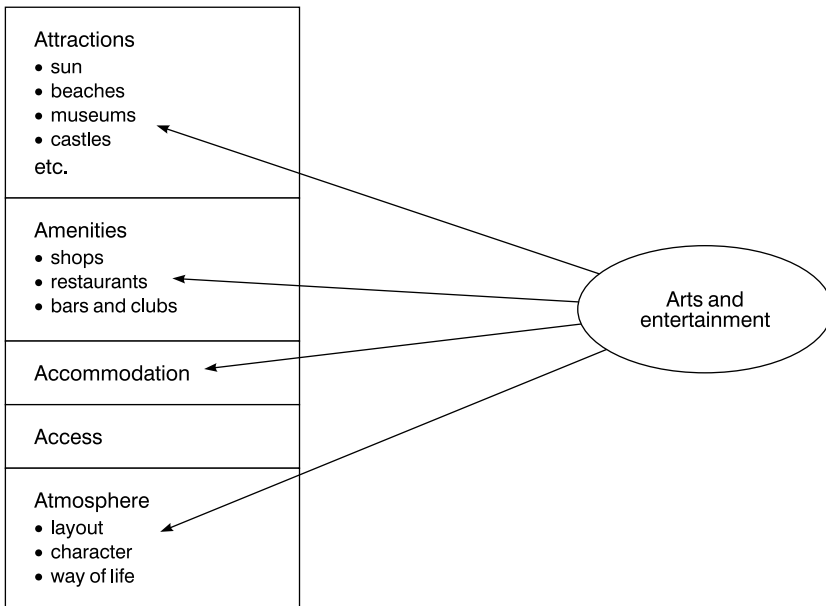 Attractions
• sun
• beaches
• museums
• castles
etc.
Amenities
• shops
• restaurants
• bars and clubs
Accommodation
Access
Atmosphere
• layout
• character
• way of life
Arts and
entertainment